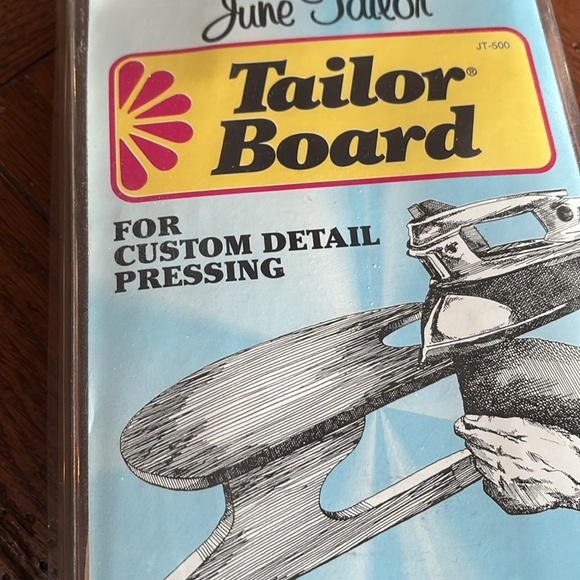 June Tailor
JT-500
Tailor®
Board
FOR
CUSTOM DETAIL
PRESSING